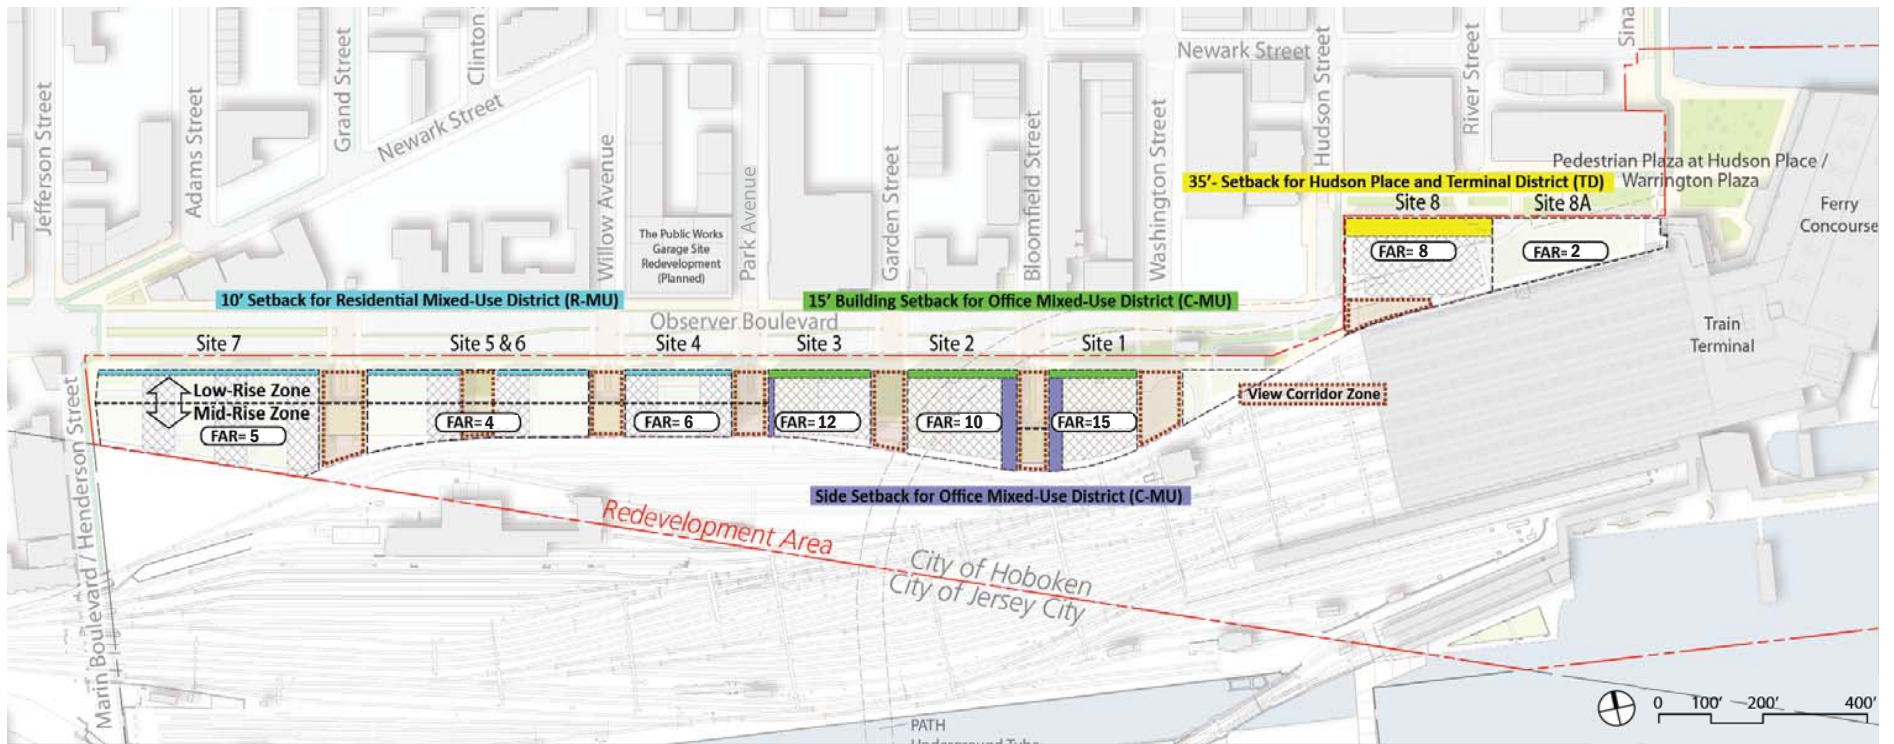 Jefferson Street
Adams Street
Grand Street
Clinton
Newark Street
Willow Avenue
The Public Works
Garage Site
Redevelopment
(Planned)
Park Avenue
Garden Street
Bloomfield Street
Washington Street
Newark Street
Hudson Street
River Street
Sina
Pedestrian Plaza at Hudson Place /
Warrington Plaza
35'- Setback for Hudson Place and Terminal District (TD)
Site 8
Site 8A
Ferry
Concourse
FAR= 8
FAR= 2
10' Setback for Residential Mixed-Use District (R-MU)
15' Building Setback for Office Mixed-Use District (C-MU)
Observer Boulevard
Train
Terminal
Site 7
Site 5 & 6
Site 4
Site 3
Site 2
Site 1
Low-Rise Zone
Mid-Rise Zone
View Corridor Zone
FAR= 5
FAR= 4
FAR= 6
FAR= 12
FAR= 10
FAR=15
Side Setback for Office Mixed-Use District (C-MU)
Marin Boulevard / Henderson Street
Redevelopment Area
City of Hoboken
City of Jersey City
PATH
0 100' 200' 400'